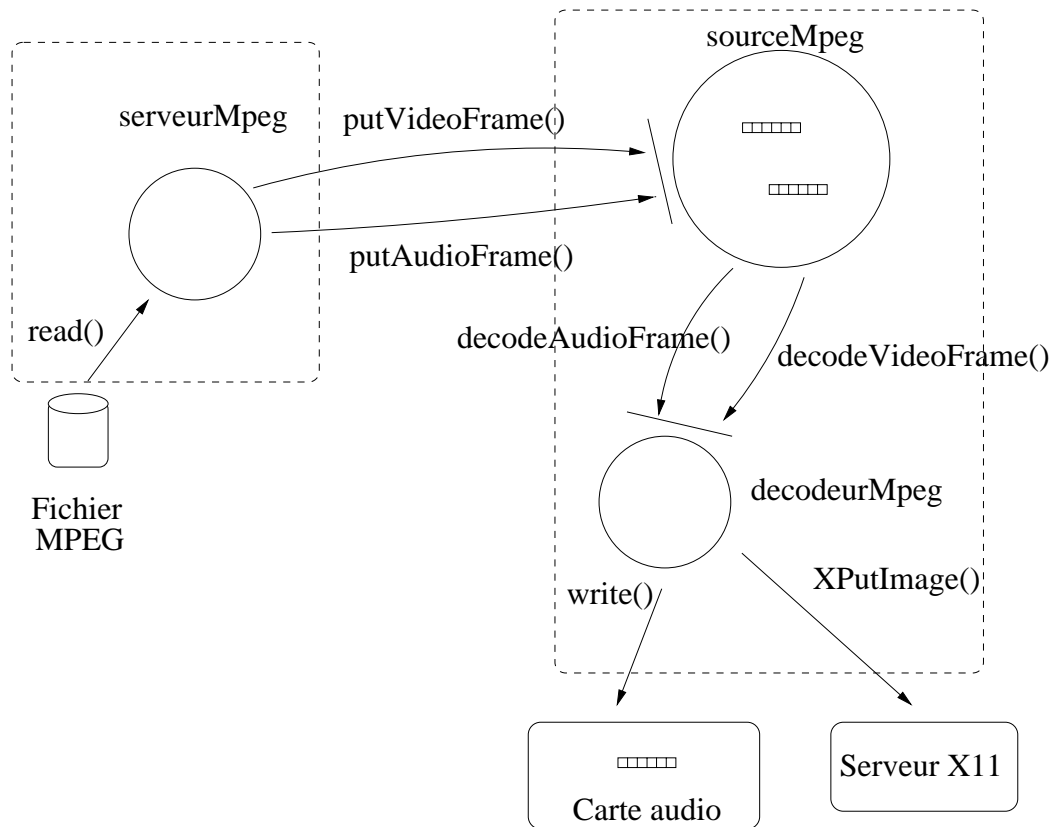 sourceMpeg
serveurMpeg
putVideoFrame()
putAudioFrame()
read()
decodeAudioFrame()
decodeVideoFrame()
Fichier
MPEG
decodeurMpeg
write()
XPutImage()
Serveur X11
Carte audio